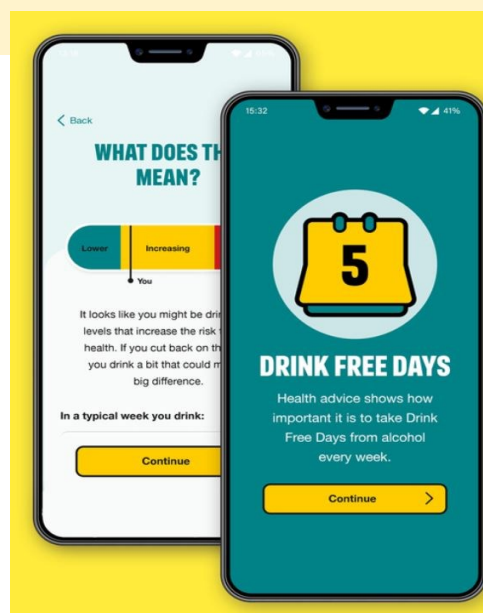 Back
WHAT DOES TH
MEAN?
Lower Increasing
You
It looks like you might be drin
levels that increase the risk
health. If you cut back on th
you drink a bit that could m
big difference.
In a typical week you drink:
Continue
15:32 41%
5
DRINK FREE DAYS
Health advice shows how
important it is to take Drink
Free Days from alcohol
every week.
Continue